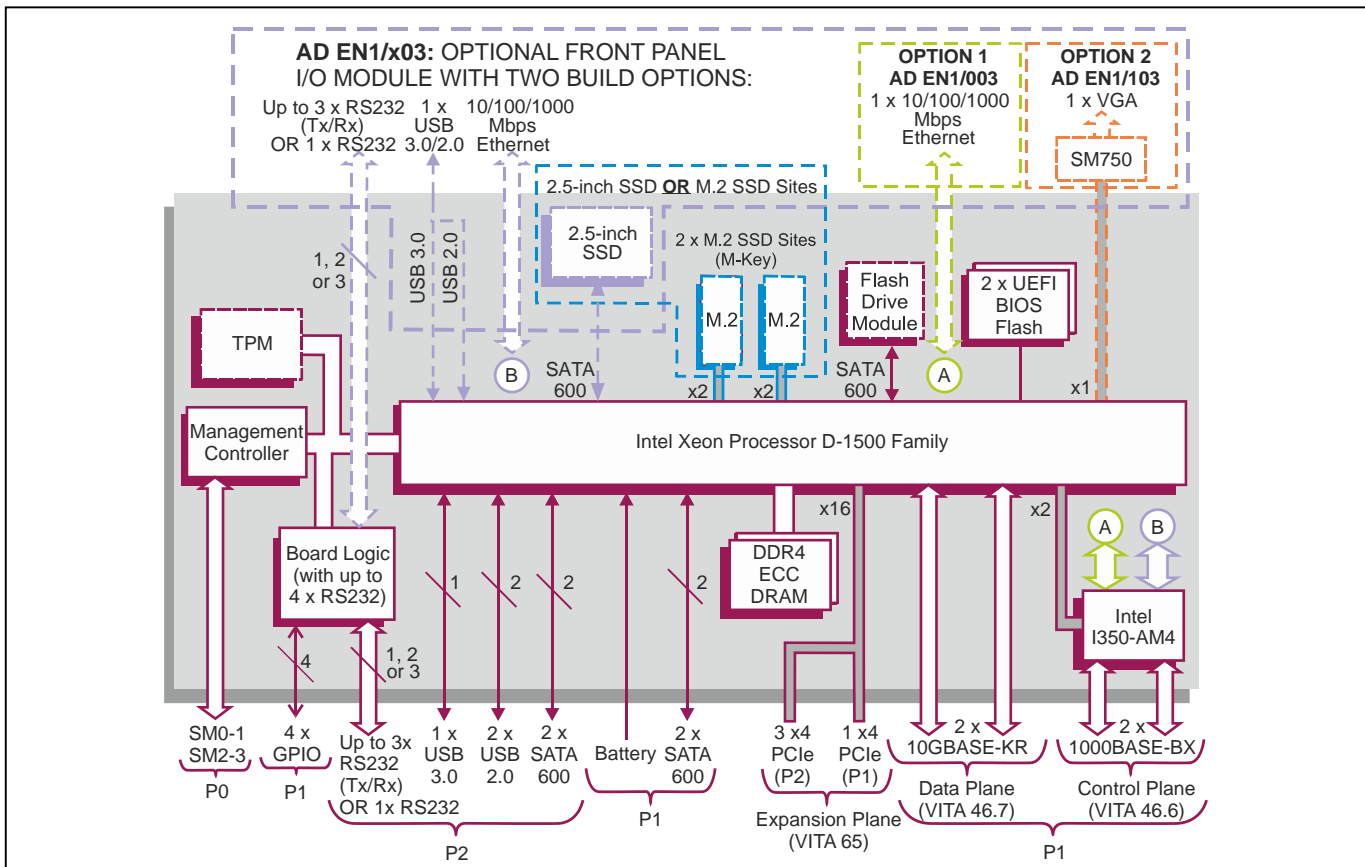 AD EN1/x03: OPTIONAL FRONT PANEL
I/O MODULE WITH TWO BUILD OPTIONS:
Up to 3 x RS232
(Tx/Rx)
OR 1 x RS232
1 x
USB
3.0/2.0
10/100/1000
Mbps
Ethernet
OPTION 1
AD EN1/003
1 x 10/100/1000
Mbps
Ethernet
OPTION 2
AD EN1/103
1 x VGA
SM750
2.5-inch SSD OR M.2 SSD Sites
2.5-inch
SSD
2 x M.2 SSD Sites
(M-Key)
M.2
M.2
1, 2
or 3
USB 3.0
USB 2.0
Flash
Drive
Module
2 x UEFI
BIOS
Flash
TPM
B
SATA
600
x2
x2
SATA
600
A
x1
Management
Controller
Intel Xeon Processor D-1500 Family
x16
x2
A
B
Board Logic
(with up to
4 x RS232)
1
2
2
2
DDR4
ECC
DRAM
Intel
I350-AM4
4
1, 2
or 3
SM0-1
SM2-3
P0
4 x
GPIO
P1
Up to 3x
RS232
(Tx/Rx)
OR 1x RS232
1 x
USB
3.0
2 x
USB
2.0
2 x
SATA
600
P2
Battery
2 x
SATA
600
P1
3 x4
PCIe
(P2)
1 x4
PCIe
(P1)
Expansion Plane
(VITA 65)
2 x
10GBASE-KR
Data Plane
(VITA 46.7)
2 x
1000BASE-BX
Control Plane
(VITA 46.6)
P1